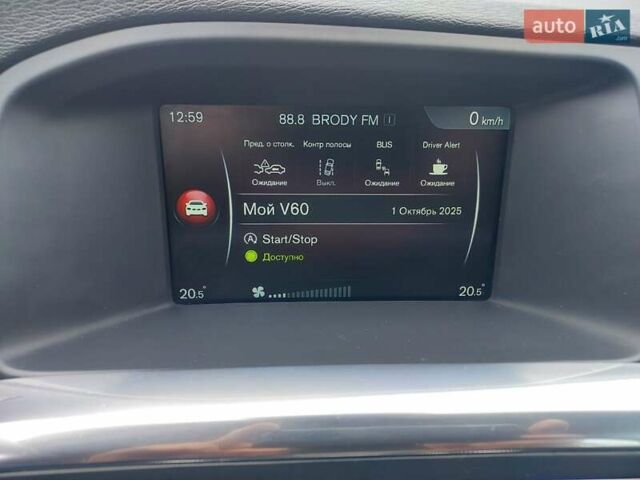 auto RIA.com
12:59 88.8 BRODY FM I 0 km/h
Пред. о столк. Контр полосы BLIS Driver Alert
Ожидание Выкл. Ожидание Ожидание
Мой V60 1 Октябрь 2025
Start/Stop
Доступно
20.5° 20.5°